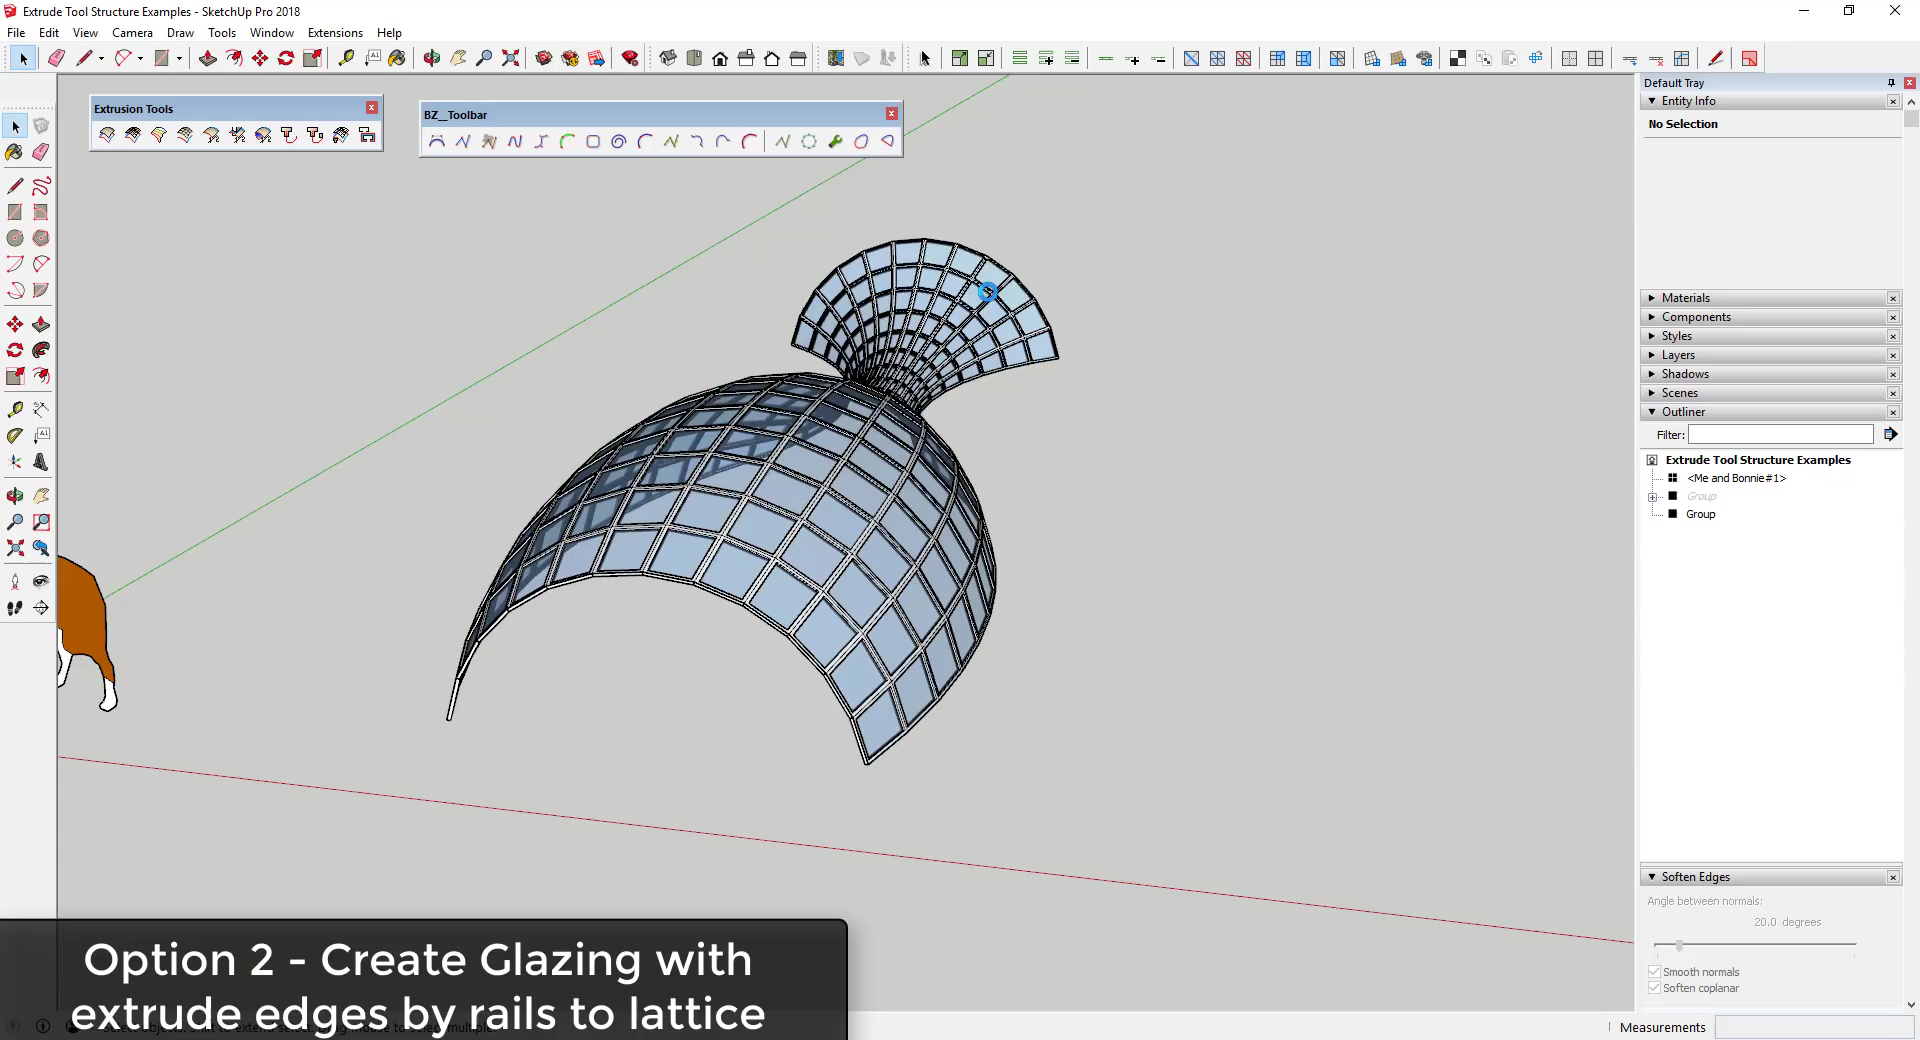 Extrude Tool Structure Examples - SketchUp Pro 2018
File Edit View Camera Draw Tools Window Extensions Help
Extrusion Tools
BZ__Toolbar
Default Tray
Entity Info
No Selection
Materials
Components
Styles
Layers
Shadows
Scenes
Outliner
Filter:
Extrude Tool Structure Examples
<Me and Bonnie#1>
Group
Group
Soften Edges
Angle between normals:
20.0 degrees
Smooth normals
Soften coplanar
Option 2 - Create Glazing with
extrude edges by rails to lattice
Measurements